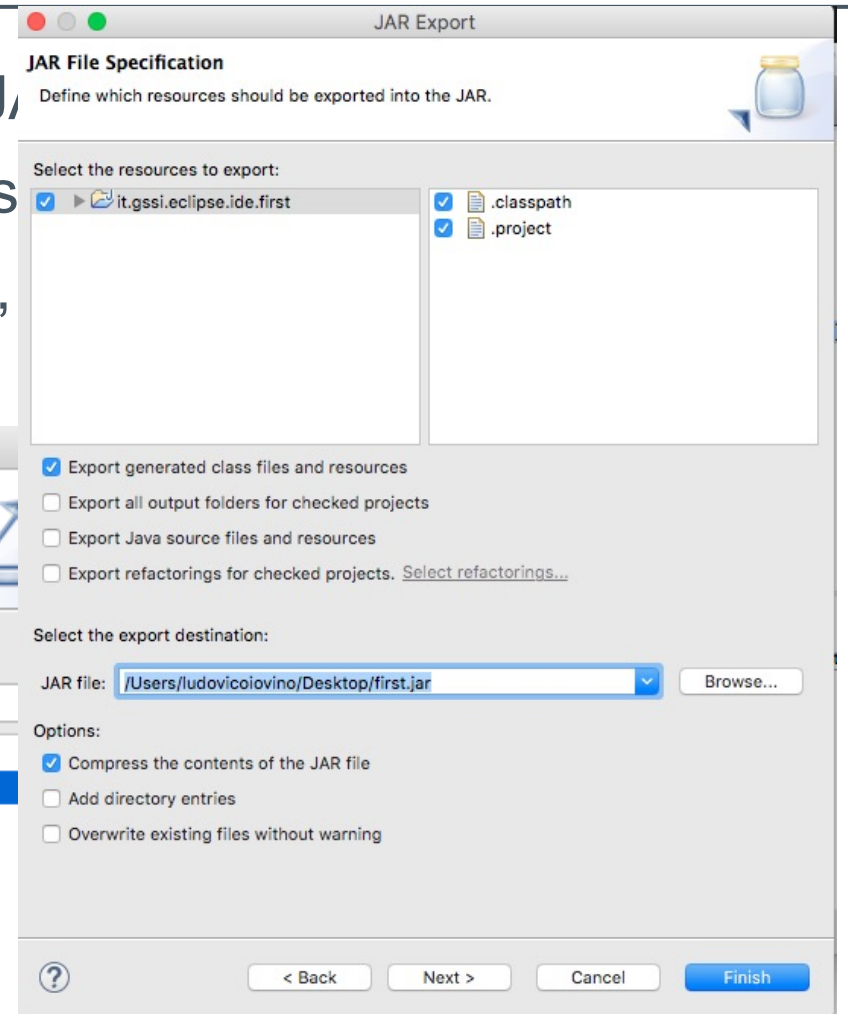 JAR Export
JAR File Specification
Define which resources should be exported into the JAR.
Select the resources to export:
it.gssi.eclipse.ide.first
.classpath
.project
Export generated class files and resources
Export all output folders for checked projects
Export Java source files and resources
Export refactorings for checked projects. Select refactorings...
Select the export destination:
JAR file: /Users/ludovicoiovino/Desktop/first.jar Browse...
Options:
Compress the contents of the JAR file
Add directory entries
Overwrite existing files without warning
? < Back Next > Cancel Finish